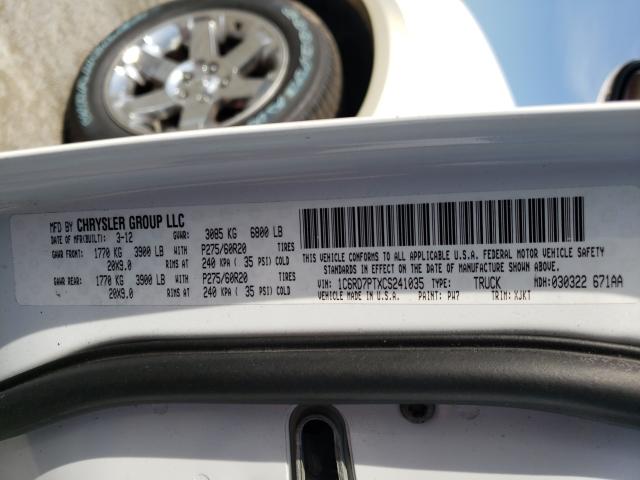 MFD BY CHRYSLER GROUP LLC
DATE OF MFR(BUILT): 3-12 GVWR: 3085 KG 6800 LB
GAWR FRONT: 1770 KG 3900 LB WITH P275/60R20 TIRES
20X9.0 RIMS AT 240 KPA ( 35 PSI) COLD
GAWR REAR: 1770 KG 3900 LB WITH P275/60R20 TIRES
20X9.0 RIMS AT 240 KPA ( 35 PSI) COLD
THIS VEHICLE CONFORMS TO ALL APPLICABLE U.S.A. FEDERAL MOTOR VEHICLE SAFETY
STANDARDS IN EFFECT ON THE DATE OF MANUFACTURE SHOWN ABOVE.
VIN: 1C6RD7PTXCS241035 TYPE: TRUCK MDH:030322 671AA
VEHICLE MADE IN U.S.A. PAINT: PW7 TRIM: XJKT